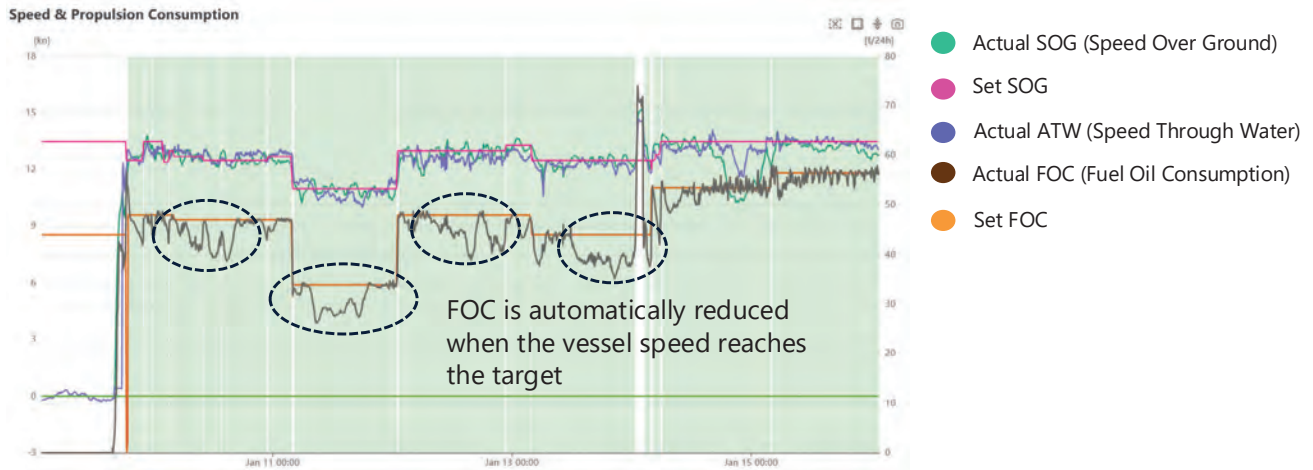 Speed & Propulsion Consumption
[kn]
[t/24h]
18
15
12
9
6
3
0
-3
80
70
60
50
40
30
20
10
0
Jan 11 00:00
Jan 13 00:00
Jan 15 00:00
FOC is automatically reduced
when the vessel speed reaches
the target
Actual SOG (Speed Over Ground)
Set SOG
Actual ATW (Speed Through Water)
Actual FOC (Fuel Oil Consumption)
Set FOC